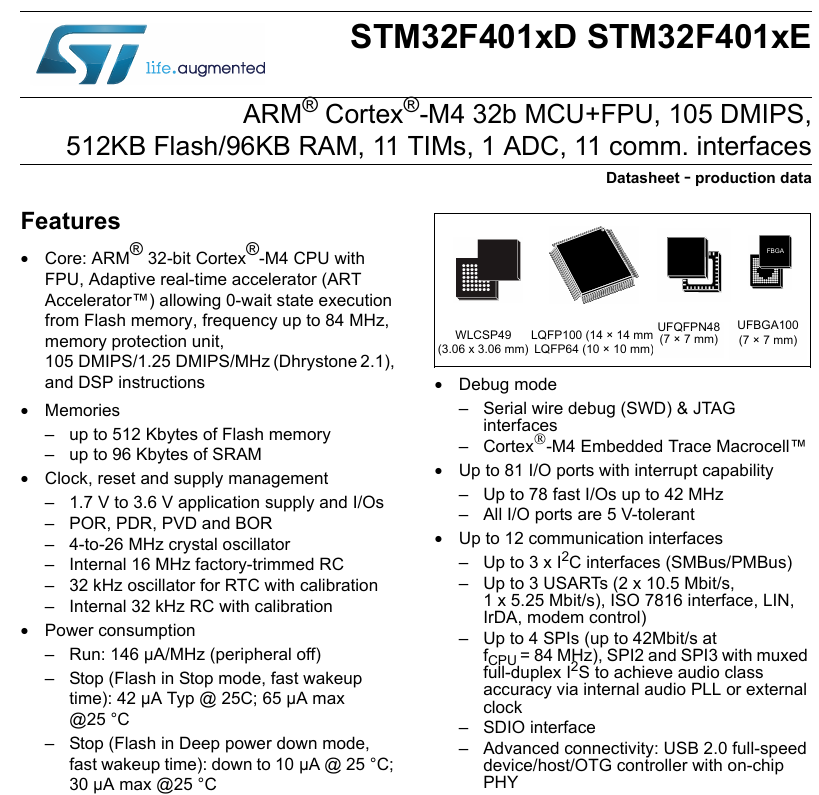 STM32F401xD STM32F401xE
life.augmented
ARM® Cortex®-M4 32b MCU+FPU, 105 DMIPS,
512KB Flash/96KB RAM, 11 TIMs, 1 ADC, 11 comm. interfaces
Datasheet - production data
Features
• Core: ARM® 32-bit Cortex®-M4 CPU with
FPU, Adaptive real-time accelerator (ART
Accelerator™) allowing 0-wait state execution
from Flash memory, frequency up to 84 MHz,
memory protection unit,
105 DMIPS/1.25 DMIPS/MHz (Dhrystone 2.1),
and DSP instructions
• Memories
– up to 512 Kbytes of Flash memory
– up to 96 Kbytes of SRAM
• Clock, reset and supply management
– 1.7 V to 3.6 V application supply and I/Os
– POR, PDR, PVD and BOR
– 4-to-26 MHz crystal oscillator
– Internal 16 MHz factory-trimmed RC
– 32 kHz oscillator for RTC with calibration
– Internal 32 kHz RC with calibration
• Power consumption
– Run: 146 µA/MHz (peripheral off)
– Stop (Flash in Stop mode, fast wakeup
time): 42 µA Typ @ 25C; 65 µA max
@25 °C
– Stop (Flash in Deep power down mode,
fast wakeup time): down to 10 µA @ 25 °C;
30 µA max @25 °C
FBGA
WLCSP49
(3.06 x 3.06 mm)
LQFP100 (14 × 14 mm
LQFP64 (10 × 10 mm)
UFQFPN48
(7 × 7 mm)
UFBGA100
(7 × 7 mm)
• Debug mode
– Serial wire debug (SWD) & JTAG
interfaces
– Cortex®-M4 Embedded Trace Macrocell™
• Up to 81 I/O ports with interrupt capability
– Up to 78 fast I/Os up to 42 MHz
– All I/O ports are 5 V-tolerant
• Up to 12 communication interfaces
– Up to 3 x I2C interfaces (SMBus/PMBus)
– Up to 3 USARTs (2 x 10.5 Mbit/s,
1 x 5.25 Mbit/s), ISO 7816 interface, LIN,
IrDA, modem control)
– Up to 4 SPIs (up to 42Mbit/s at
fCPU = 84 MHz), SPI2 and SPI3 with muxed
full-duplex I2S to achieve audio class
accuracy via internal audio PLL or external
clock
– SDIO interface
– Advanced connectivity: USB 2.0 full-speed
device/host/OTG controller with on-chip
PHY